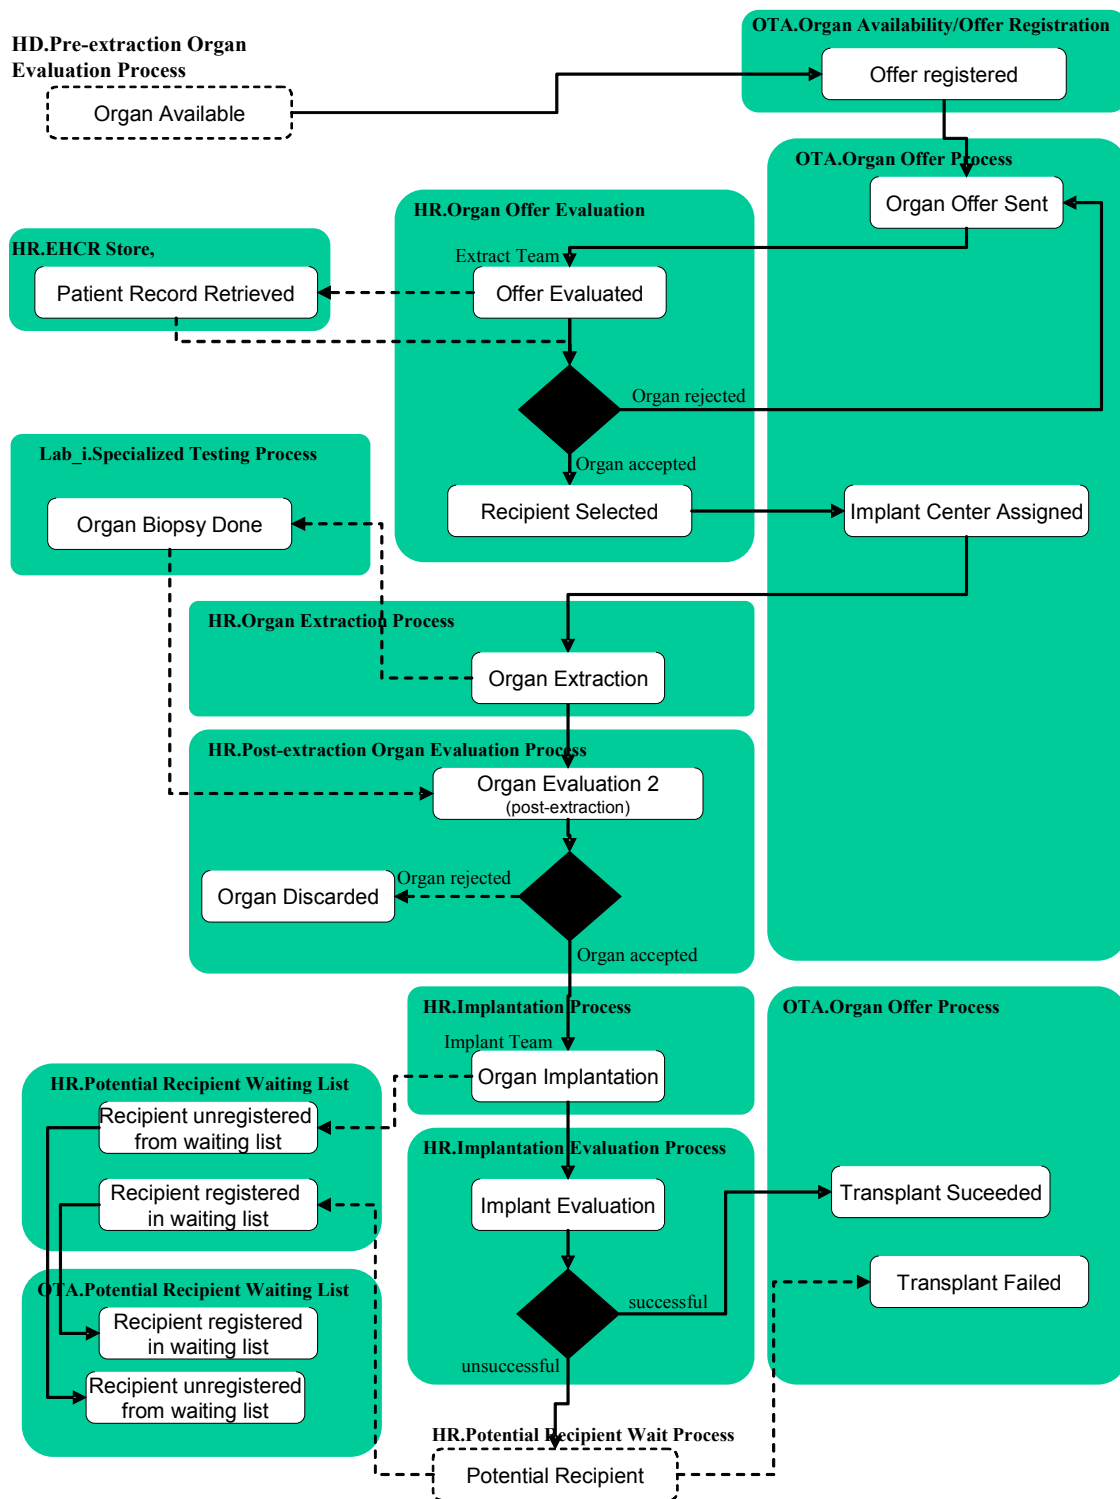 HD.Pre-extraction Organ
Evaluation Process
Organ Available
OTA.Organ Availability/Offer Registration
Offer registered
OTA.Organ Offer Process
Organ Offer Sent
HR.Organ Offer Evaluation
Extract Team
Offer Evaluated
HR.EHCR Store,
Patient Record Retrieved
Organ rejected
Organ accepted
Recipient Selected
Implant Center Assigned
Lab_i.Specialized Testing Process
Organ Biopsy Done
HR.Organ Extraction Process
Organ Extraction
HR.Post-extraction Organ Evaluation Process
Organ Evaluation 2
(post-extraction)
Organ rejected
Organ Discarded
Organ accepted
HR.Implantation Process
Implant Team
Organ Implantation
OTA.Organ Offer Process
HR.Potential Recipient Waiting List
Recipient unregistered
from waiting list
Recipient registered
in waiting list
HR.Implantation Evaluation Process
Implant Evaluation
Transplant Suceeded
Transplant Failed
successful
unsuccessful
OTA.Potential Recipient Waiting List
Recipient registered
in waiting list
Recipient unregistered
from waiting list
HR.Potential Recipient Wait Process
Potential Recipient